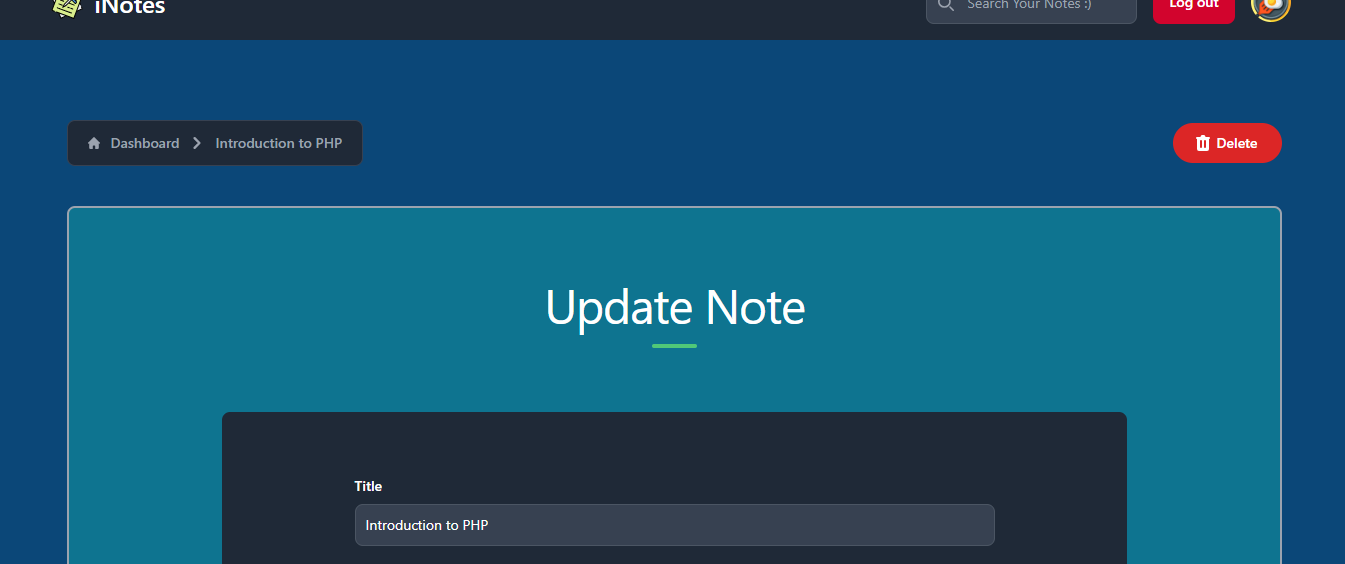 iNotes
Search Your Notes :)
Log out
Dashboard
Introduction to PHP
Delete
Update Note
Title
Introduction to PHP